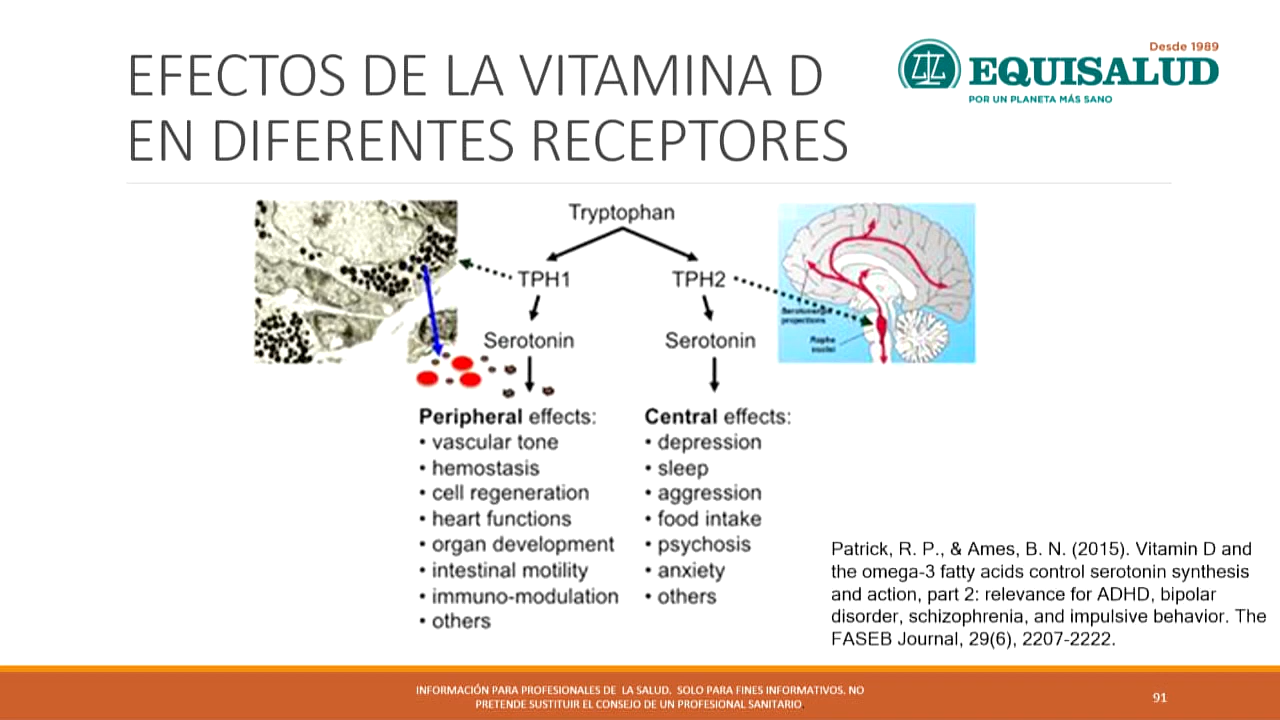 EFECTOS DE LA VITAMINA D
EN DIFERENTES RECEPTORES
Desde 1989
EQUISALUD
POR UN PLANETA MÁS SANO
Tryptophan
TPH1
TPH2
Serotonin
Serotonin
Serotonergic
projections
Raphe
nuclei
Peripheral effects:
• vascular tone
• hemostasis
• cell regeneration
• heart functions
• organ development
• intestinal motility
• immuno-modulation
• others
Central effects:
• depression
• sleep
• aggression
• food intake
• psychosis
• anxiety
• others
Patrick, R. P., & Ames, B. N. (2015). Vitamin D and
the omega-3 fatty acids control serotonin synthesis
and action, part 2: relevance for ADHD, bipolar
disorder, schizophrenia, and impulsive behavior. The
FASEB Journal, 29(6), 2207-2222.
INFORMACIÓN PARA PROFESIONALES DE LA SALUD. SOLO PARA FINES INFORMATIVOS. NO
PRETENDE SUSTITUIR EL CONSEJO DE UN PROFESIONAL SANITARIO.
91